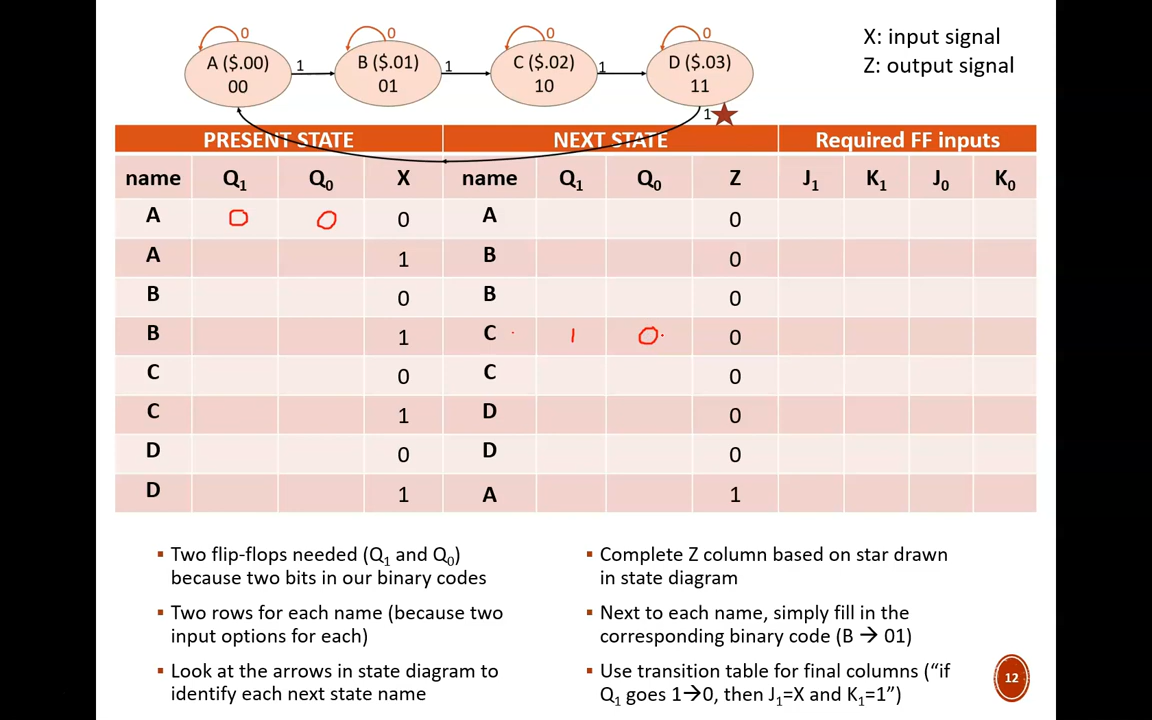 0 0 0 0
A ($.00) B ($.01) C ($.02) D ($.03)
1 1 1
00 01 10 11
1
X: input signal
Z: output signal
PRESENT STATE NEXT STATE Required FF inputs
name Q₁ Q₀ X name Q₁ Q₀ Z J₁ K₁ J₀ K₀
A 0 0 0 A 0
A 1 B 0
B 0 B 0
B 1 C 1 0 0
C 0 C 0
C 1 D 0
D 0 D 0
D 1 A 1
▪ Two flip-flops needed (Q₁ and Q₀)
because two bits in our binary codes
▪ Two rows for each name (because two
input options for each)
▪ Look at the arrows in state diagram to
identify each next state name
▪ Complete Z column based on star drawn
in state diagram
▪ Next to each name, simply fill in the
corresponding binary code (B → 01)
▪ Use transition table for final columns (“if
Q₁ goes 1→0, then J₁=X and K₁=1”)
12